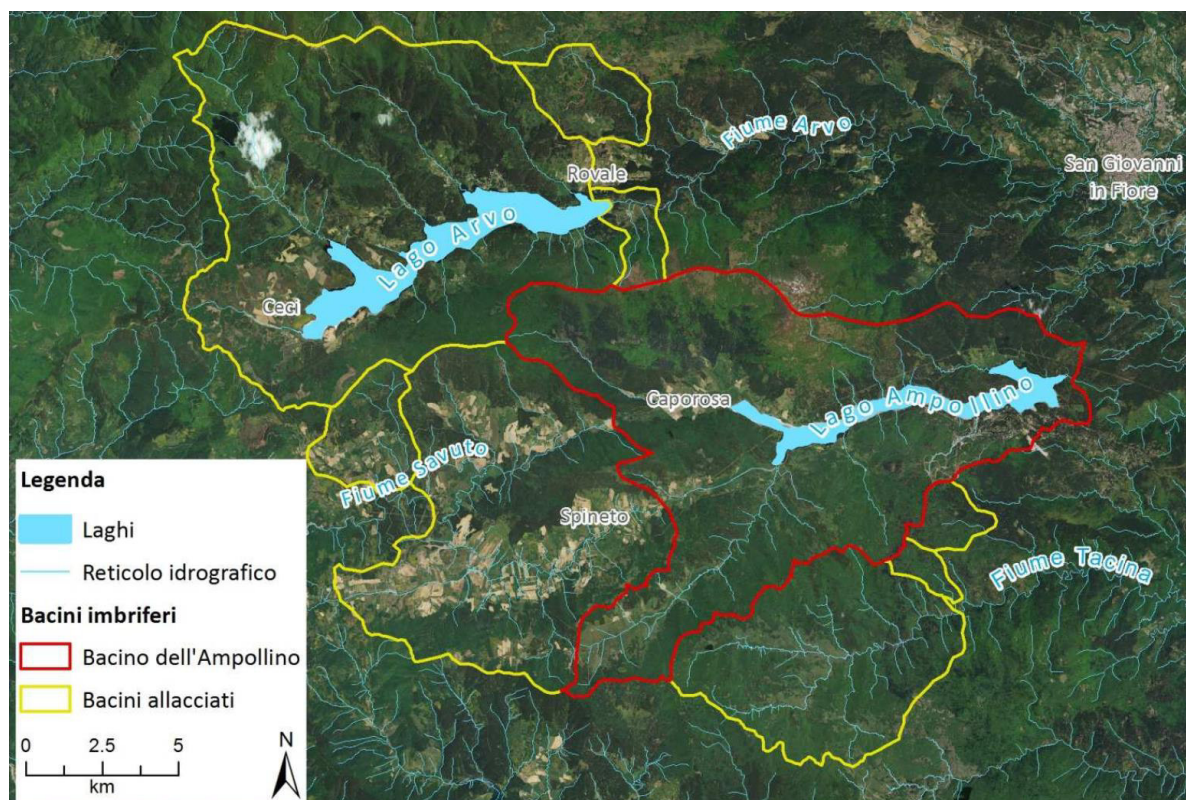 Fiume Arvo
Rovale
San Giovanni
in Fiore
Lago Arvo
Ceci
Caporosa
Lago Ampollino
Fiume Savuto
Spineto
Fiume Tacina
Legenda
Laghi
Reticolo idrografico
Bacini imbriferi
Bacino dell'Ampollino
Bacini allacciati
0 2.5 5
km
N